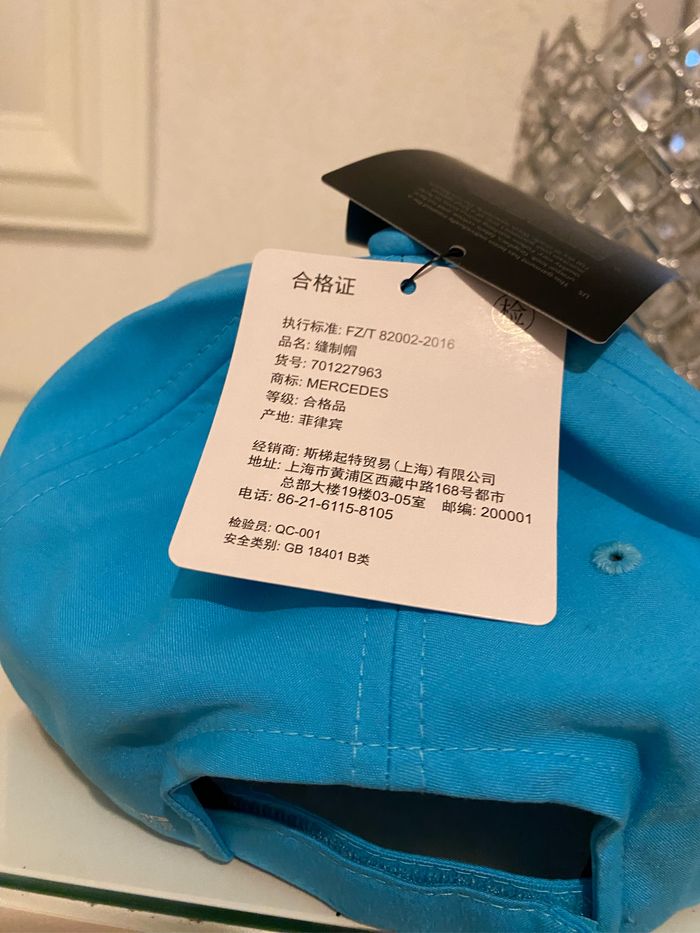 US
合格证
检
执行标准: FZ/T 82002-2016
品名: 缝制帽
货号: 701227963
商标: MERCEDES
等级: 合格品
产地: 菲律宾
经销商: 斯梯起特贸易(上海)有限公司
地址: 上海市黄浦区西藏中路168号都市
总部大楼19楼03-05室 邮编: 200001
电话: 86-21-6115-8105
检验员: QC-001
安全类别: GB 18401 B类